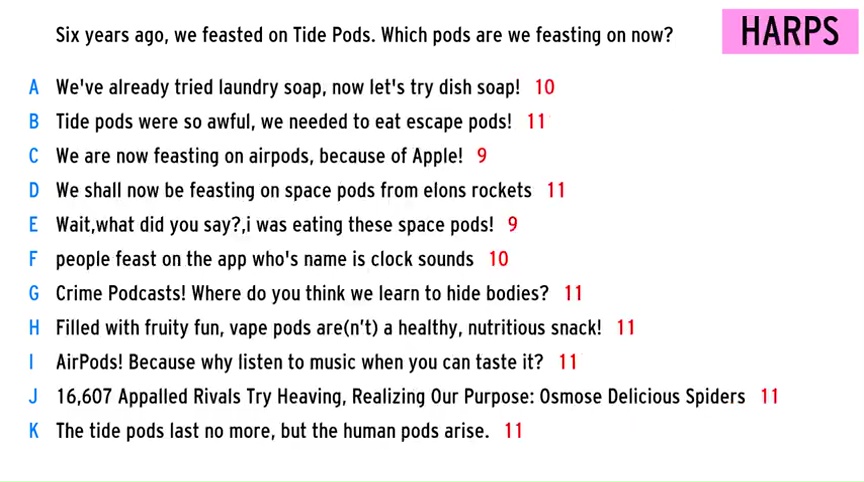 Six years ago, we feasted on Tide Pods. Which pods are we feasting on now?
HARPS
A We've already tried laundry soap, now let's try dish soap! 10
B Tide pods were so awful, we needed to eat escape pods! 11
C We are now feasting on airpods, because of Apple! 9
D We shall now be feasting on space pods from elons rockets 11
E Wait,what did you say?,i was eating these space pods! 9
F people feast on the app who's name is clock sounds 10
G Crime Podcasts! Where do you think we learn to hide bodies? 11
H Filled with fruity fun, vape pods are(n't) a healthy, nutritious snack! 11
I AirPods! Because why listen to music when you can taste it? 11
J 16,607 Appalled Rivals Try Heaving, Realizing Our Purpose: Osmose Delicious Spiders 11
K The tide pods last no more, but the human pods arise. 11